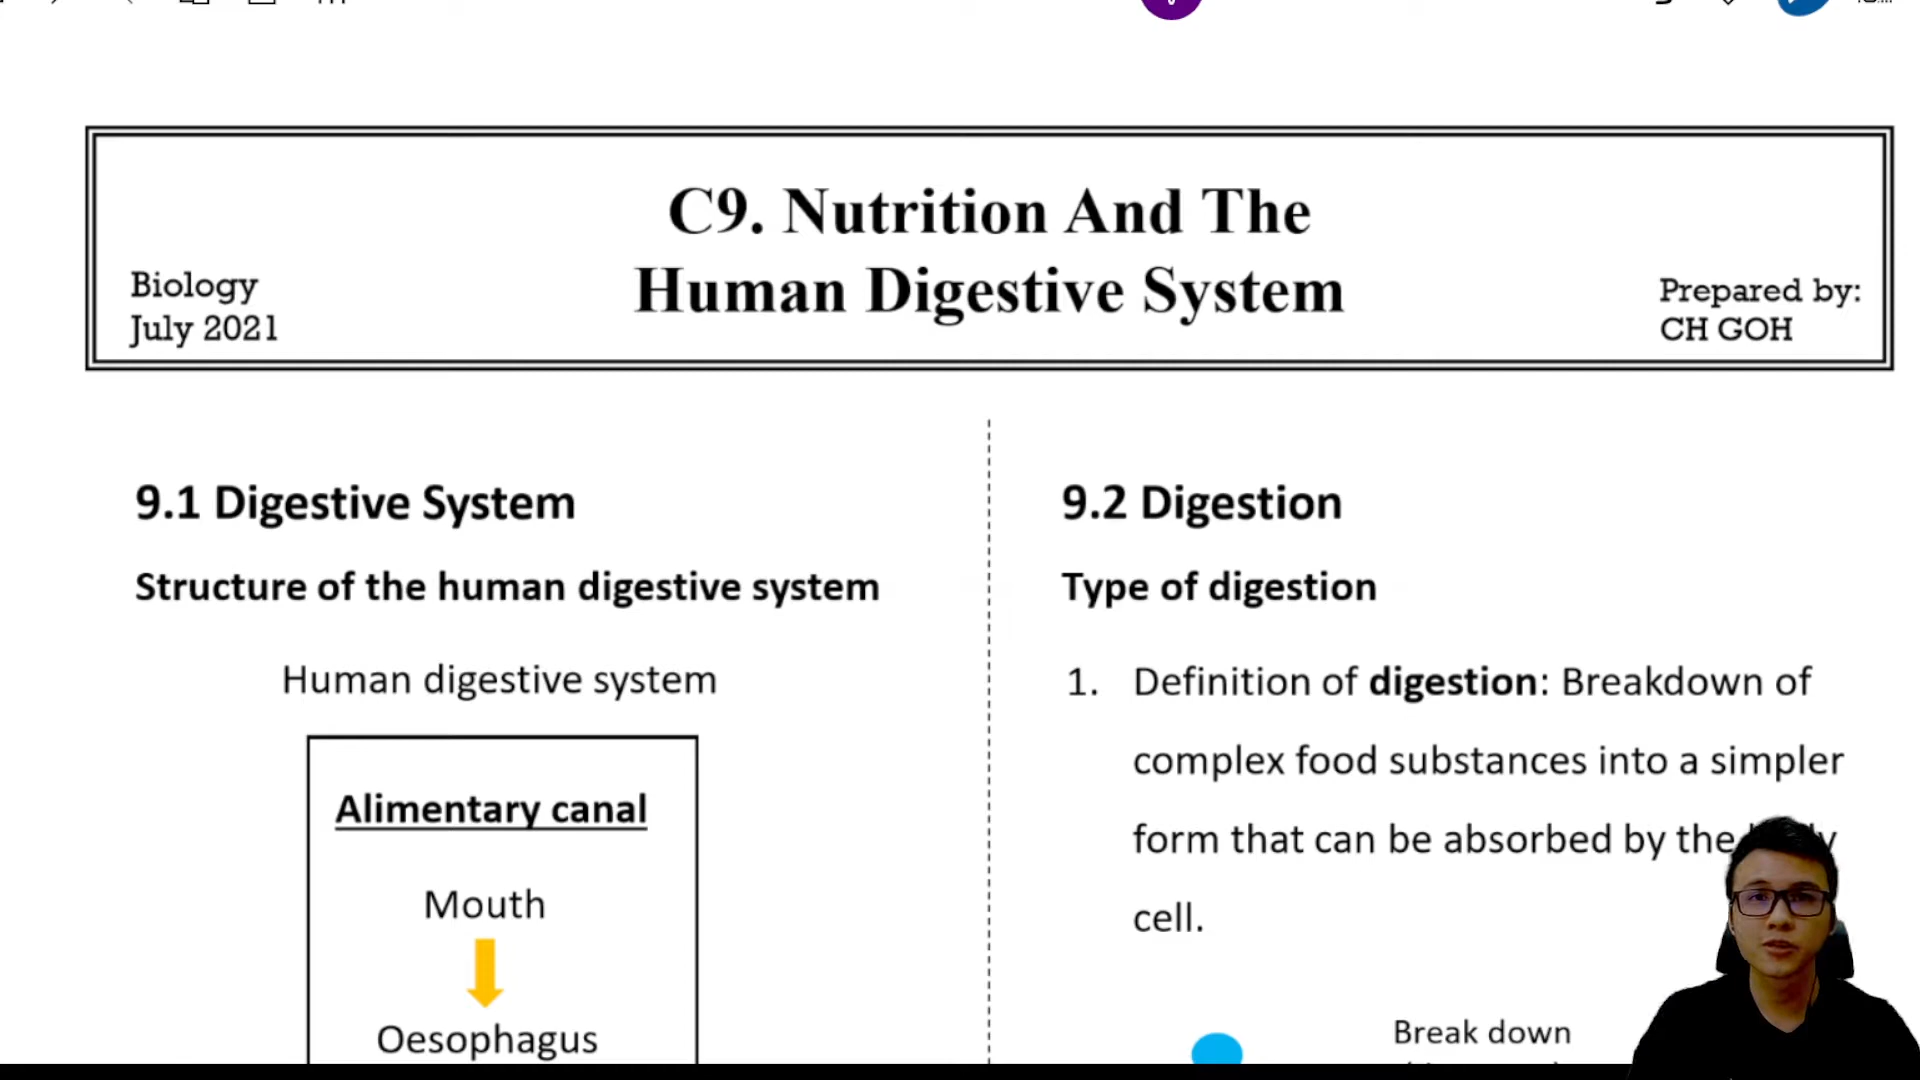 C9. Nutrition And The
Human Digestive System
Biology
July 2021
Prepared by:
CH GOH
9.1 Digestive System
Structure of the human digestive system
Human digestive system
Alimentary canal
Mouth
Oesophagus
9.2 Digestion
Type of digestion
1. Definition of digestion: Breakdown of
complex food substances into a simpler
form that can be absorbed by the
cell.
Break down